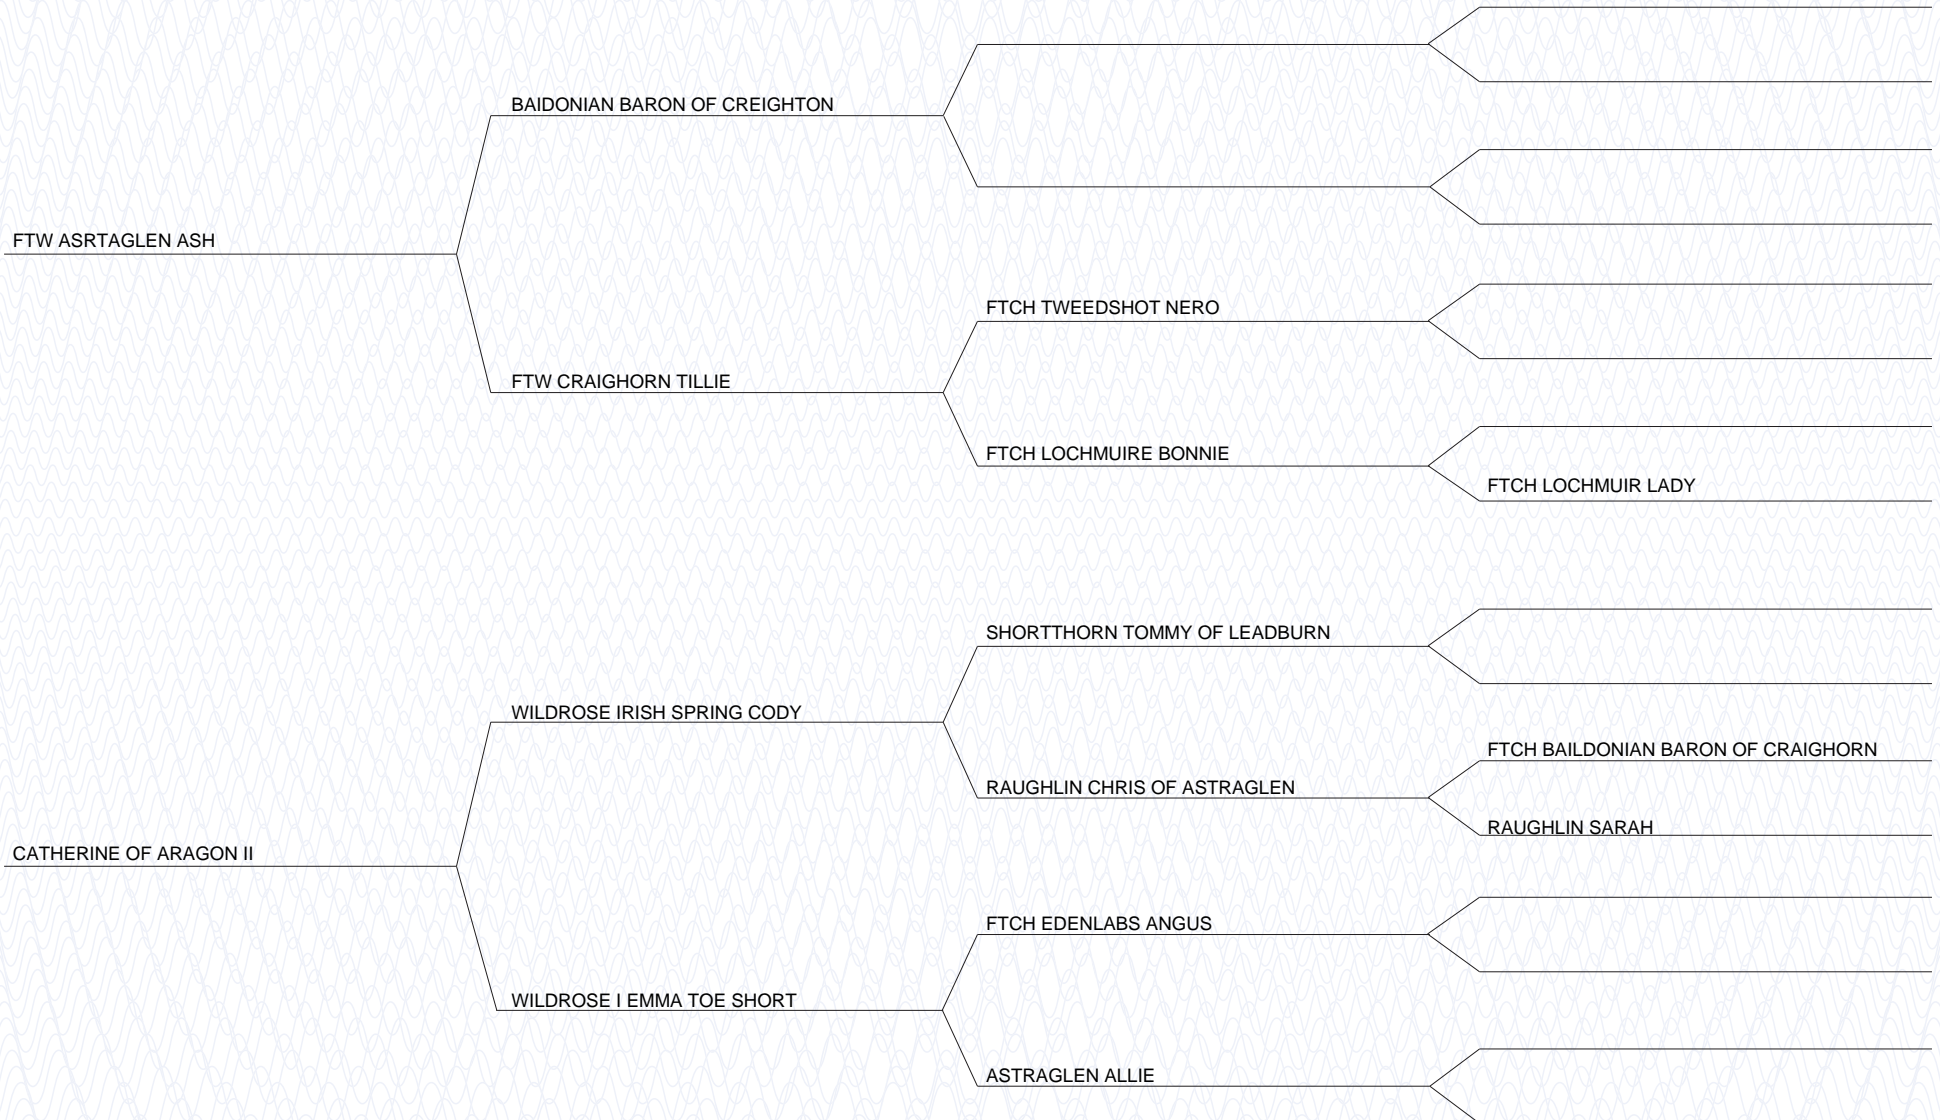 BAIDONIAN BARON OF CREIGHTON
FTW ASRTAGLEN ASH
FTCH TWEEDSHOT NERO
FTW CRAIGHORN TILLIE
FTCH LOCHMUIRE BONNIE
FTCH LOCHMUIR LADY
SHORTTHORN TOMMY OF LEADBURN
WILDROSE IRISH SPRING CODY
FTCH BAILDONIAN BARON OF CRAIGHORN
RAUGHLIN CHRIS OF ASTRAGLEN
RAUGHLIN SARAH
CATHERINE OF ARAGON II
FTCH EDENLABS ANGUS
WILDROSE I EMMA TOE SHORT
ASTRAGLEN ALLIE